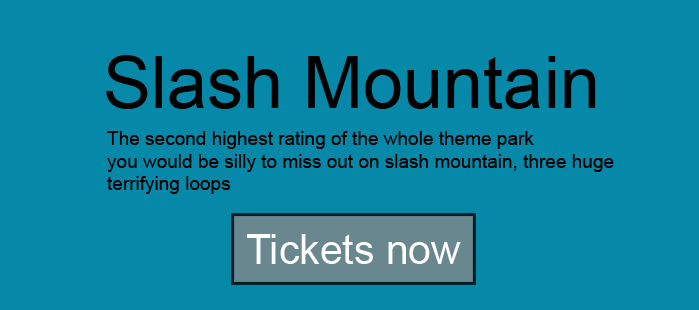 Slash Mountain
The second highest rating of the whole theme park
you would be silly to miss out on slash mountain, three huge
terrifying loops
Tickets now